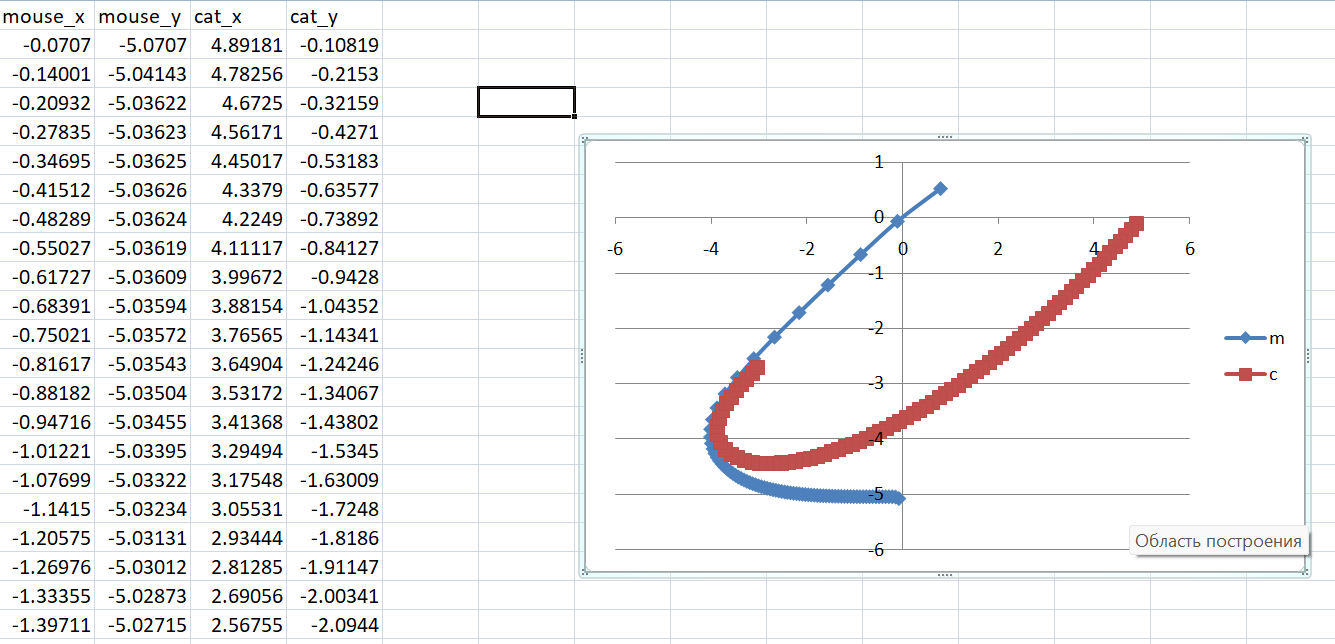 mouse_x mouse_y cat_x cat_y
-0.0707 -5.0707 4.89181 -0.10819
-0.14001 -5.04143 4.78256 -0.2153
-0.20932 -5.03622 4.6725 -0.32159
-0.27835 -5.03623 4.56171 -0.4271
-0.34695 -5.03625 4.45017 -0.53183
-0.41512 -5.03626 4.3379 -0.63577
-0.48289 -5.03624 4.2249 -0.73892
-0.55027 -5.03619 4.11117 -0.84127
-0.61727 -5.03609 3.99672 -0.9428
-0.68391 -5.03594 3.88154 -1.04352
-0.75021 -5.03572 3.76565 -1.14341
-0.81617 -5.03543 3.64904 -1.24246
-0.88182 -5.03504 3.53172 -1.34067
-0.94716 -5.03455 3.41368 -1.43802
-1.01221 -5.03395 3.29494 -1.5345
-1.07699 -5.03322 3.17548 -1.63009
-1.1415 -5.03234 3.05531 -1.7248
-1.20575 -5.03131 2.93444 -1.8186
-1.26976 -5.03012 2.81285 -1.91147
-1.33355 -5.02873 2.69056 -2.00341
-1.39711 -5.02715 2.56755 -2.0944
1
0
-6 -4 -2 0 2 4 6
-1
-2
-3
-4
-5
-6
m
c
Область построения